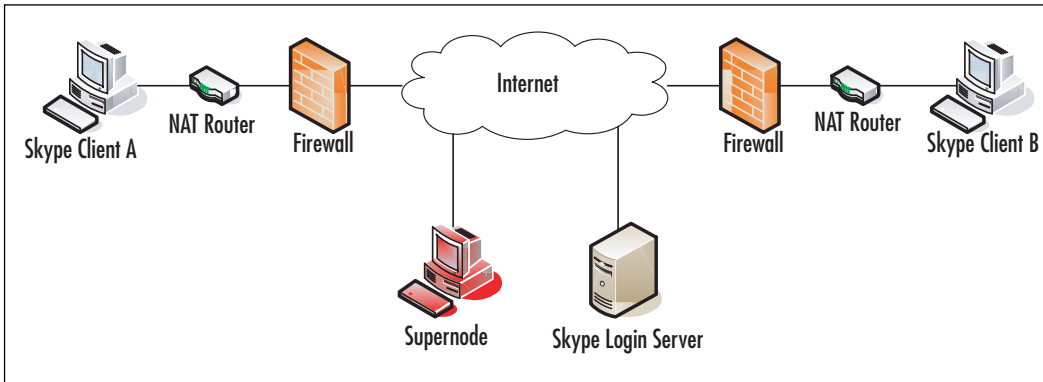 Internet
NAT Router
NAT Router
Skype Client A
Firewall
Firewall
Skype Client B
Supernode
Skype Login Server